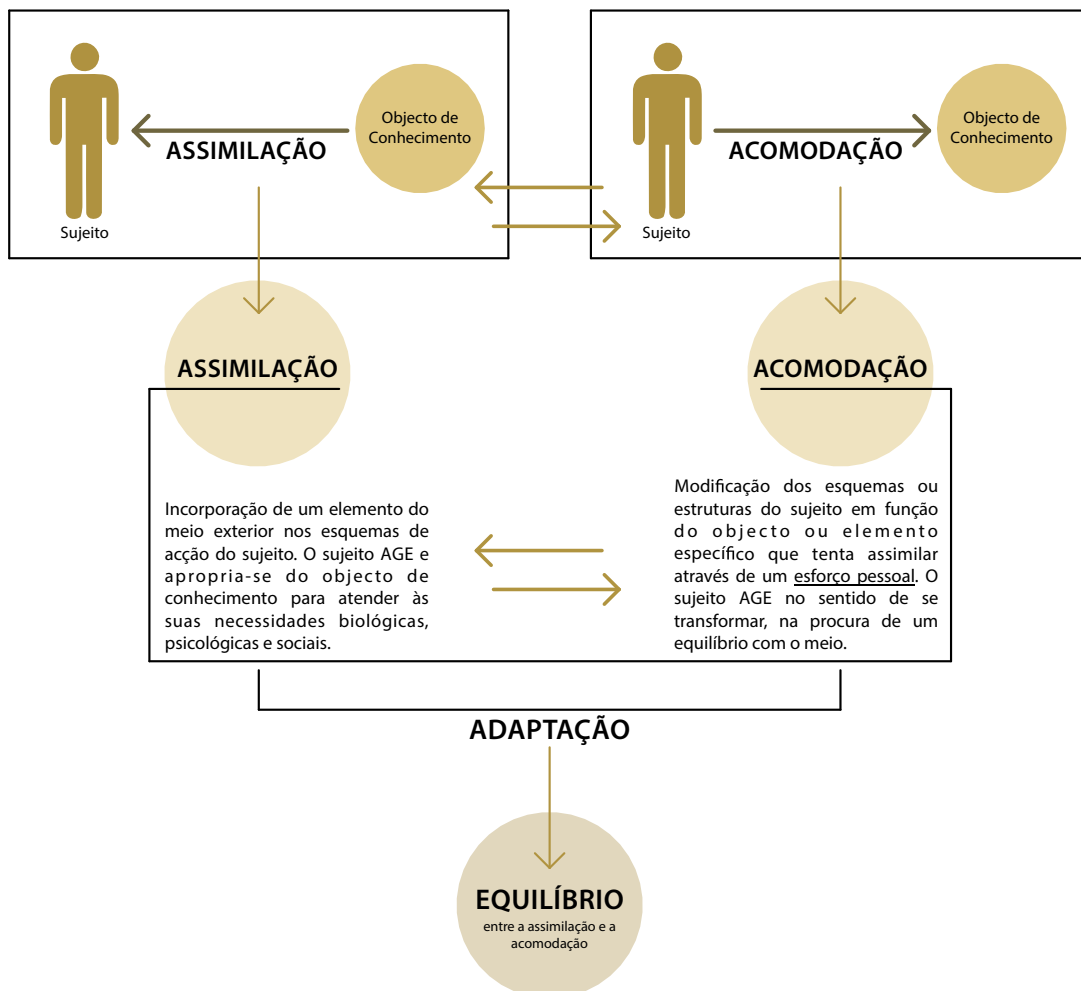 Objecto de
Conhecimento
ASSIMILAÇÃO
Sujeito
Objecto de
Conhecimento
ACOMODAÇÃO
Sujeito
ASSIMILAÇÃO
Incorporação de um elemento do
meio exterior nos esquemas de
acção do sujeito. O sujeito AGE e
apropria-se do objecto de
conhecimento para atender às
suas necessidades biológicas,
psicológicas e sociais.
ACOMODAÇÃO
Modificação dos esquemas ou
estruturas do sujeito em função
do objecto ou elemento
específico que tenta assimilar
através de um esforço pessoal. O
sujeito AGE no sentido de se
transformar, na procura de um
equilíbrio com o meio.
ADAPTAÇÃO
EQUILÍBRIO
entre a assimilação e a
acomodação